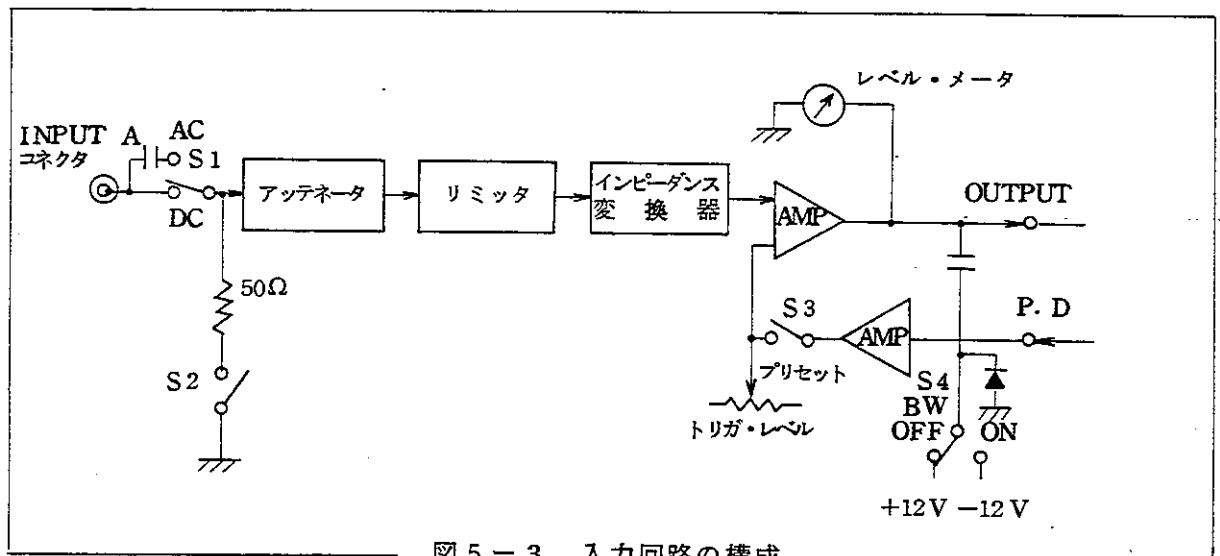 レベル・メータ
INPUT A
コネクタ
AC
S1
DC
アッテネータ
リミッタ
インピーダンス
変換器
AMP
OUTPUT
50Ω
S2
S3
プリセット
AMP
P.D
トリガ・レベル
S4
BW
OFF ON
+12V -12V
図5-3 入力回路の構成